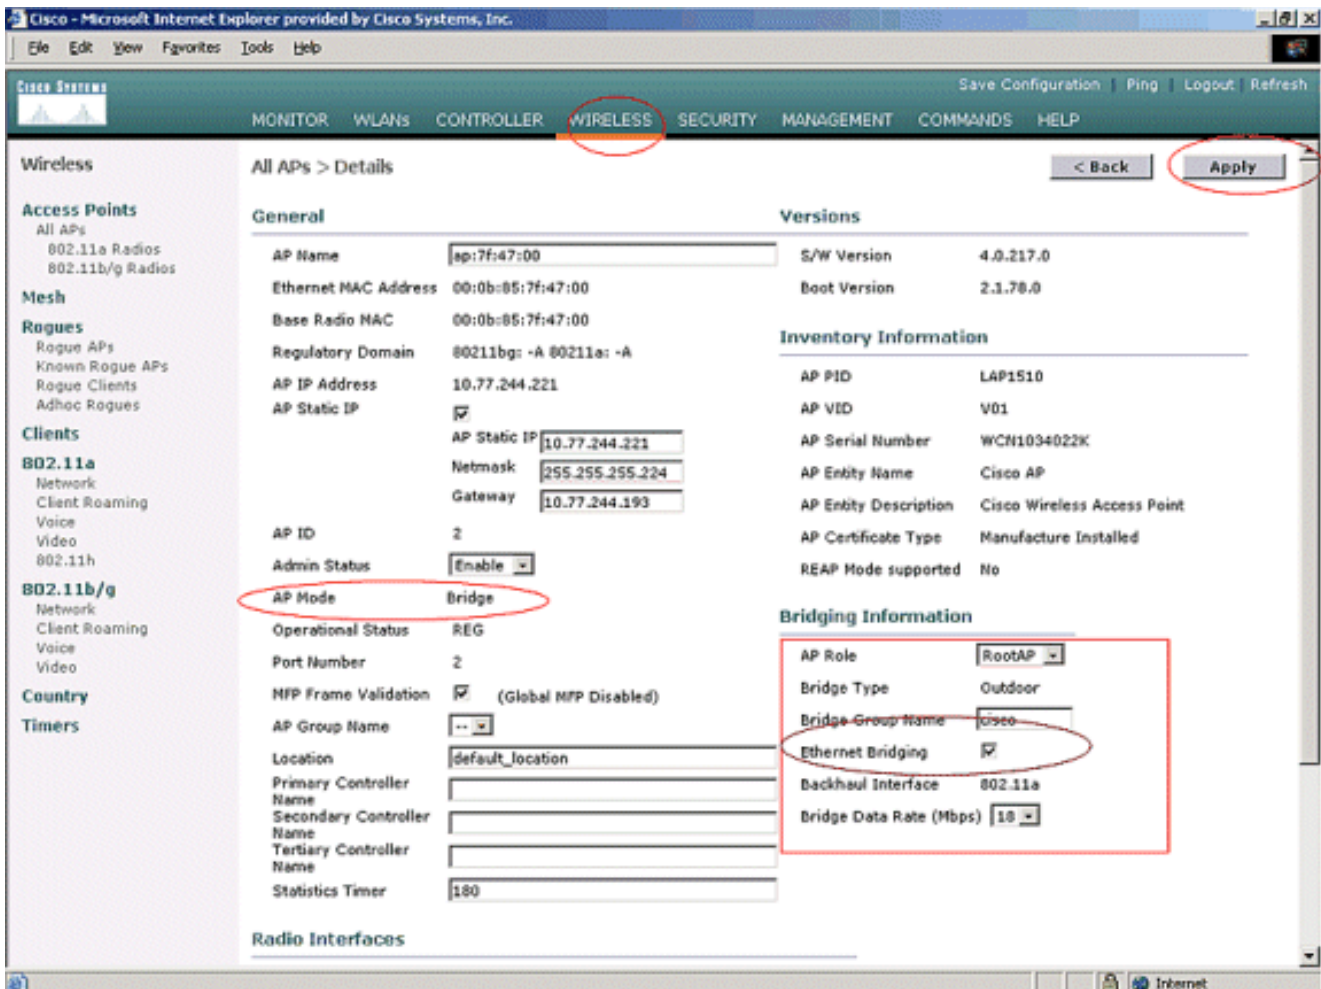 Cisco - Microsoft Internet Explorer provided by Cisco Systems, Inc.
File Edit View Favorites Tools Help
Cisco Systems
Save Configuration | Ping | Logout | Refresh
MONITOR WLANs CONTROLLER WIRELESS SECURITY MANAGEMENT COMMANDS HELP
Wireless
Access Points
All APs
802.11a Radios
802.11b/g Radios
Mesh
Rogues
Rogue APs
Known Rogue APs
Rogue Clients
Adhoc Rogues
Clients
802.11a
Network
Client Roaming
Voice
Video
802.11h
802.11b/g
Network
Client Roaming
Voice
Video
Country
Timers
All APs > Details
< Back Apply
General
AP Name ap:7f:47:00
Ethernet MAC Address 00:0b:85:7f:47:00
Base Radio MAC 00:0b:85:7f:47:00
Regulatory Domain 80211bg: -A 80211a: -A
AP IP Address 10.77.244.221
AP Static IP
AP Static IP 10.77.244.221
Netmask 255.255.255.224
Gateway 10.77.244.193
AP ID 2
Admin Status Enable
AP Mode Bridge
Operational Status REG
Port Number 2
MFP Frame Validation (Global MFP Disabled)
AP Group Name --
Location default_location
Primary Controller
Name
Secondary Controller
Name
Tertiary Controller
Name
Statistics Timer 180
Radio Interfaces
Versions
S/W Version 4.0.217.0
Boot Version 2.1.78.0
Inventory Information
AP PID LAP1510
AP VID V01
AP Serial Number WCN1034022K
AP Entity Name Cisco AP
AP Entity Description Cisco Wireless Access Point
AP Certificate Type Manufacture Installed
REAP Mode supported No
Bridging Information
AP Role RootAP
Bridge Type Outdoor
Bridge Group Name cisco
Ethernet Bridging
Backhaul Interface 802.11a
Bridge Data Rate (Mbps) 18
Internet